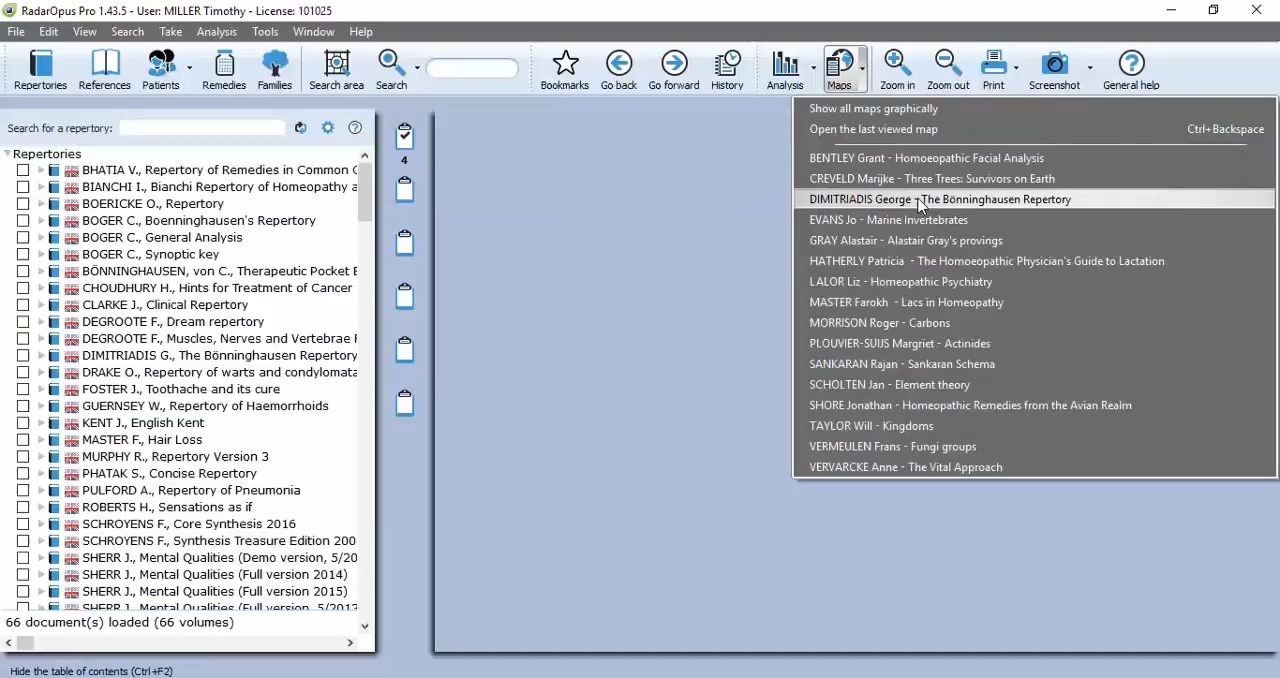 RadarOpus Pro 1.43.5 - User: MILLER Timothy - License: 101025
File Edit View Search Take Analysis Tools Window Help
Repertories References Patients Remedies Families Search area Search Bookmarks Go back Go forward History Analysis Maps Zoom in Zoom out Print Screenshot General help
Search for a repertory:
Repertories
BHATIA V., Repertory of Remedies in Common C
BIANCHI I., Bianchi Repertory of Homeopathy a
BOERICKE O., Repertory
BOGER C., Boenninghausen's Repertory
BOGER C., General Analysis
BOGER C., Synoptic key
BÖNNINGHAUSEN, von C., Therapeutic Pocket E
CHOUDHURY H., Hints for Treatment of Cancer
CLARKE J., Clinical Repertory
DEGROOTE F., Dream repertory
DEGROOTE F., Muscles, Nerves and Vertebrae F
DIMITRIADIS G., The Bönninghausen Repertory
DRAKE O., Repertory of warts and condylomata
FOSTER J., Toothache and its cure
GUERNSEY W., Repertory of Haemorrhoids
KENT J., English Kent
MASTER F., Hair Loss
MURPHY R., Repertory Version 3
PHATAK S., Concise Repertory
PULFORD A., Repertory of Pneumonia
ROBERTS H., Sensations as if
SCHROYENS F., Core Synthesis 2016
SCHROYENS F., Synthesis Treasure Edition 200
SHERR J., Mental Qualities (Demo version, 5/20
SHERR J., Mental Qualities (Full version 2014)
SHERR J., Mental Qualities (Full version 2015)
SHERR J., Mental Qualities (Full version, 5/2013
66 document(s) loaded (66 volumes)
4
Show all maps graphically
Open the last viewed map Ctrl+Backspace
BENTLEY Grant - Homoeopathic Facial Analysis
CREVELD Marijke - Three Trees: Survivors on Earth
DIMITRIADIS George - The Bönninghausen Repertory
EVANS Jo - Marine Invertebrates
GRAY Alastair - Alastair Gray's provings
HATHERLY Patricia - The Homoeopathic Physician's Guide to Lactation
LALOR Liz - Homeopathic Psychiatry
MASTER Farokh - Lacs in Homeopathy
MORRISON Roger - Carbons
PLOUVIER-SUIJS Margriet - Actinides
SANKARAN Rajan - Sankaran Schema
SCHOLTEN Jan - Element theory
SHORE Jonathan - Homeopathic Remedies from the Avian Realm
TAYLOR Will - Kingdoms
VERMEULEN Frans - Fungi groups
VERVARCKE Anne - The Vital Approach
Hide the table of contents (Ctrl+F2)